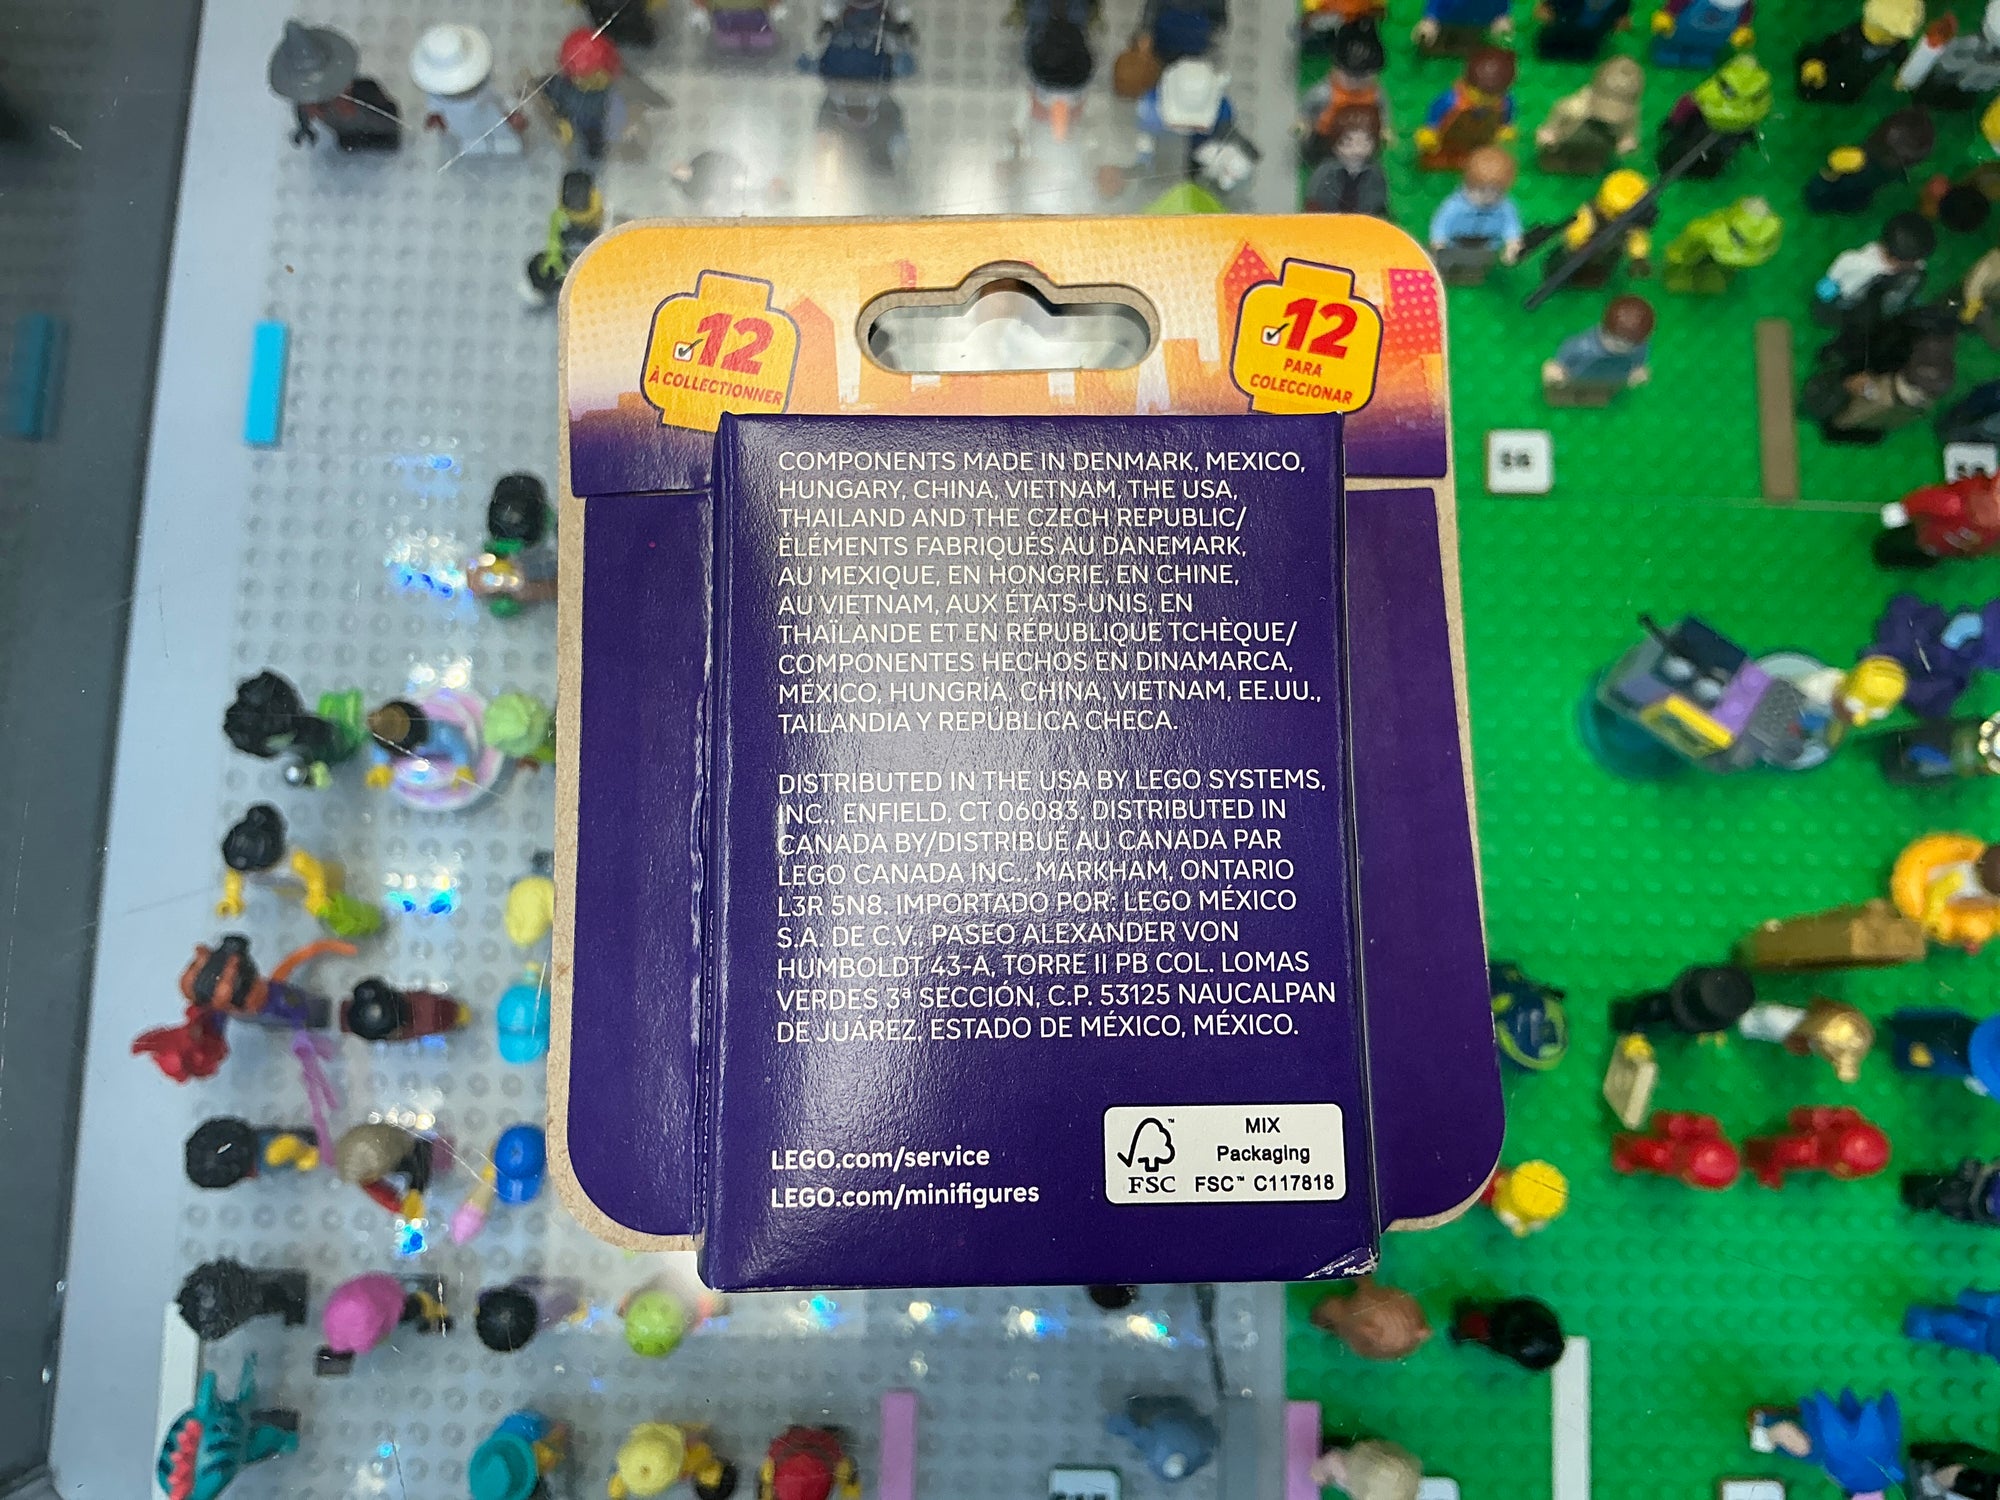 12
À COLLECTIONNER
12
PARA
COLECCIONAR
COMPONENTS MADE IN DENMARK, MEXICO,
HUNGARY, CHINA, VIETNAM, THE USA,
THAILAND AND THE CZECH REPUBLIC/
ÉLÉMENTS FABRIQUÉS AU DANEMARK,
AU MEXIQUE, EN HONGRIE, EN CHINE,
AU VIETNAM, AUX ÉTATS-UNIS, EN
THAÏLANDE ET EN RÉPUBLIQUE TCHÈQUE/
COMPONENTES HECHOS EN DINAMARCA,
MÉXICO, HUNGRÍA, CHINA, VIETNAM, EE.UU.,
TAILANDIA Y REPÚBLICA CHECA.
DISTRIBUTED IN THE USA BY LEGO SYSTEMS,
INC., ENFIELD, CT 06083. DISTRIBUTED IN
CANADA BY/DISTRIBUÉ AU CANADA PAR
LEGO CANADA INC., MARKHAM, ONTARIO
L3R 5N8. IMPORTADO POR: LEGO MÉXICO
S.A. DE C.V., PASEO ALEXANDER VON
HUMBOLDT 43-A, TORRE II PB COL. LOMAS
VERDES 3ª SECCIÓN, C.P. 53125 NAUCALPAN
DE JUÁREZ, ESTADO DE MÉXICO, MÉXICO.
LEGO.com/service
LEGO.com/minifigures
FSC
MIX
Packaging
FSC™ C117818